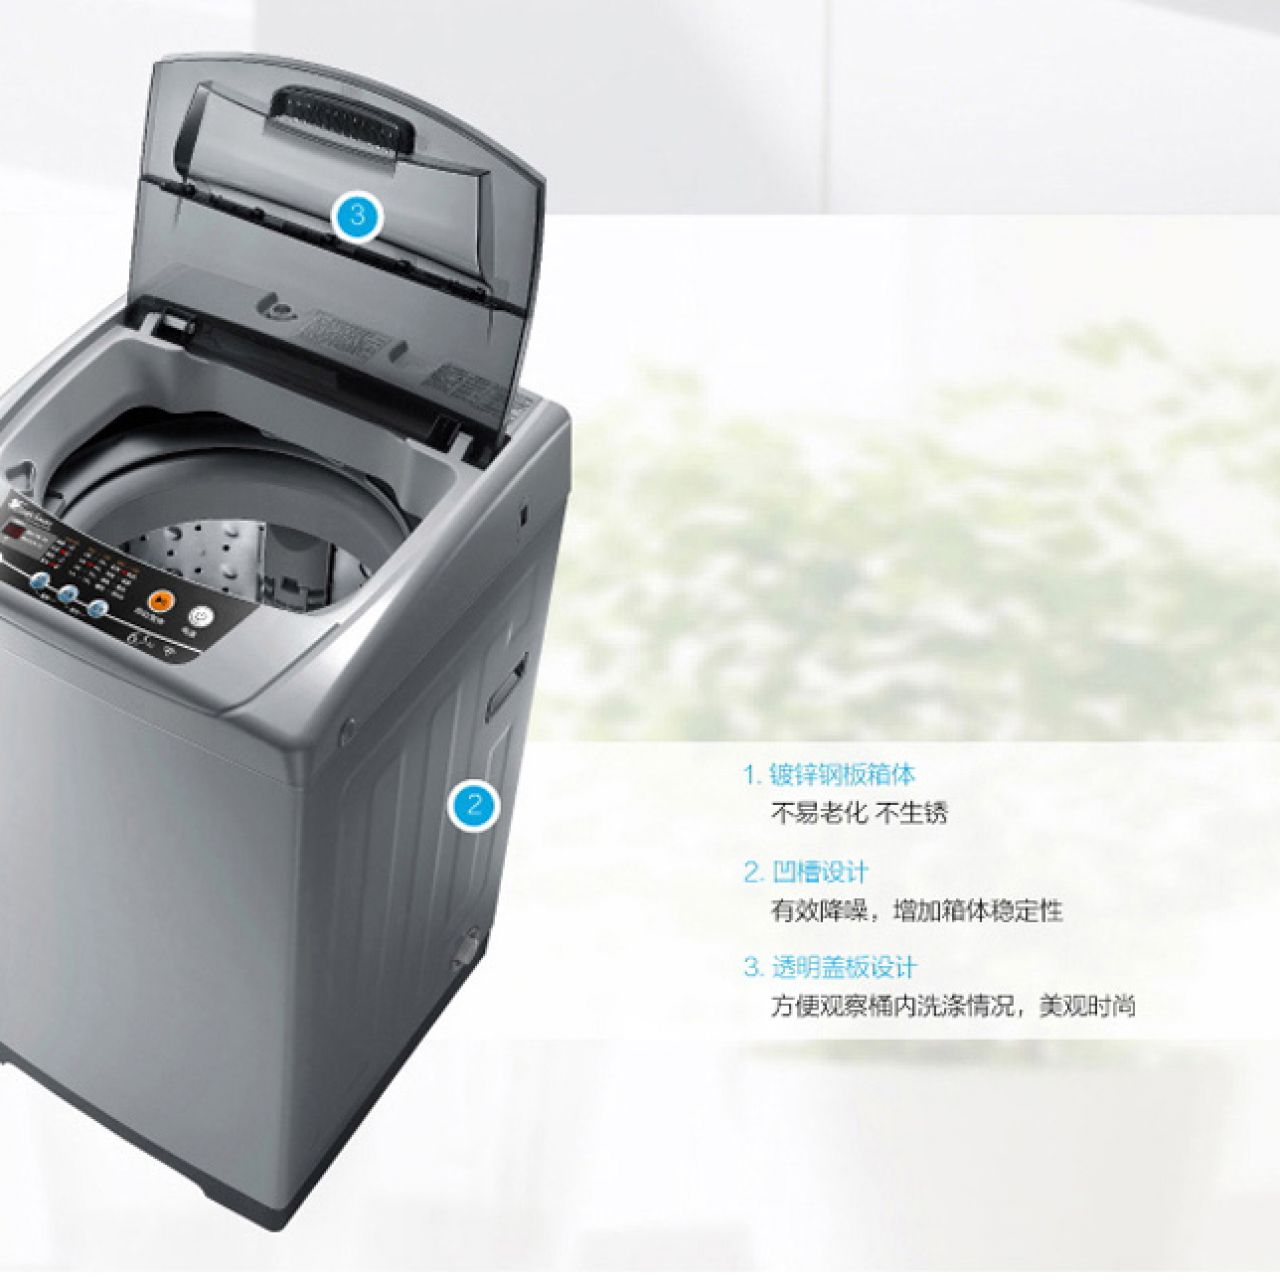 3
2
1. 镀锌钢板箱体
不易老化 不生锈
2. 凹槽设计
有效降噪，增加箱体稳定性
3. 透明盖板设计
方便观察桶内洗涤情况，美观时尚